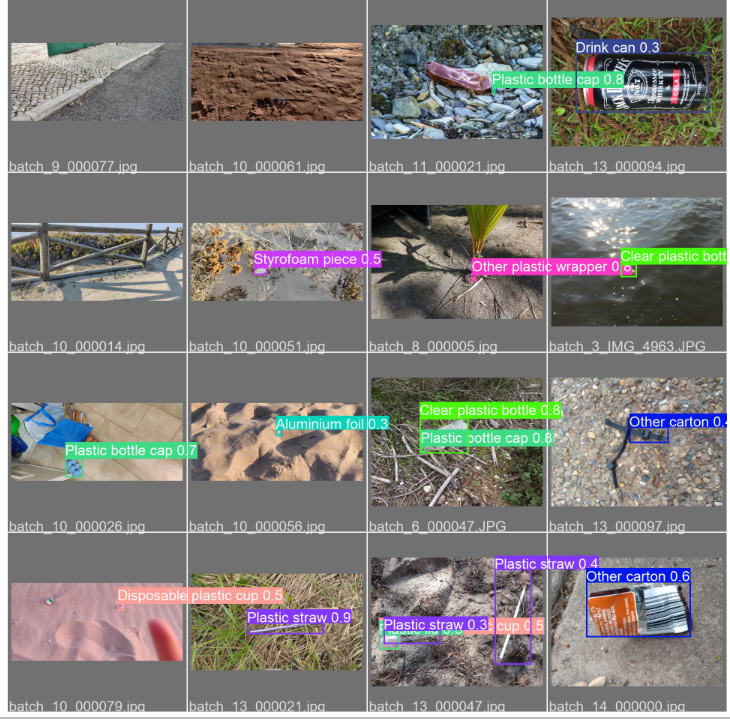 Drink can 0.3
Plastic bottle cap 0.8
batch_9_000077.jpg
batch_10_000061.jpg
batch_11_000021.jpg
batch_13_000094.jpg
Styrofoam piece 0.5
Other plastic wrapper 0
Clear plastic bott
batch_10_000014.jpg
batch_10_000051.jpg
batch_8_000005.jpg
batch_3_IMG_4963.JPG
Plastic bottle cap 0.7
Aluminium foil 0.3
Clear plastic bottle 0.8
Plastic bottle cap 0.8
Other carton 0.
batch_10_000026.jpg
batch_10_000056.jpg
batch_6_000047.JPG
batch_13_000097.jpg
Disposable plastic cup 0.5
Plastic straw 0.9
Plastic straw 0.4
Plastic straw 0.3
cup 0.5
Other carton 0.6
batch_10_000079.jpg
batch_13_000021.jpg
batch_13_000047.jpg
batch_14_000000.jpg